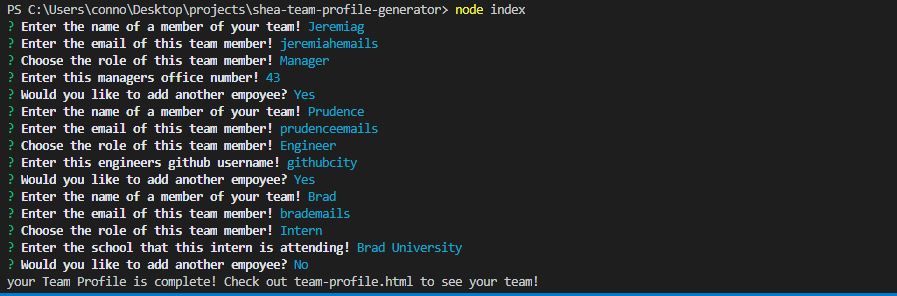 PS C:\Users\conno\Desktop\projects\shea-team-profile-generator> node index
? Enter the name of a member of your team! Jeremiag
? Enter the email of this team member! jeremiahemails
? Choose the role of this team member! Manager
? Enter this managers office number! 43
? Would you like to add another empoyee? Yes
? Enter the name of a member of your team! Prudence
? Enter the email of this team member! prudenceemails
? Choose the role of this team member! Engineer
? Enter this engineers github username! githubcity
? Would you like to add another empoyee? Yes
? Enter the name of a member of your team! Brad
? Enter the email of this team member! brademails
? Choose the role of this team member! Intern
? Enter the school that this intern is attending! Brad University
? Would you like to add another empoyee? No
your Team Profile is complete! Check out team-profile.html to see your team!